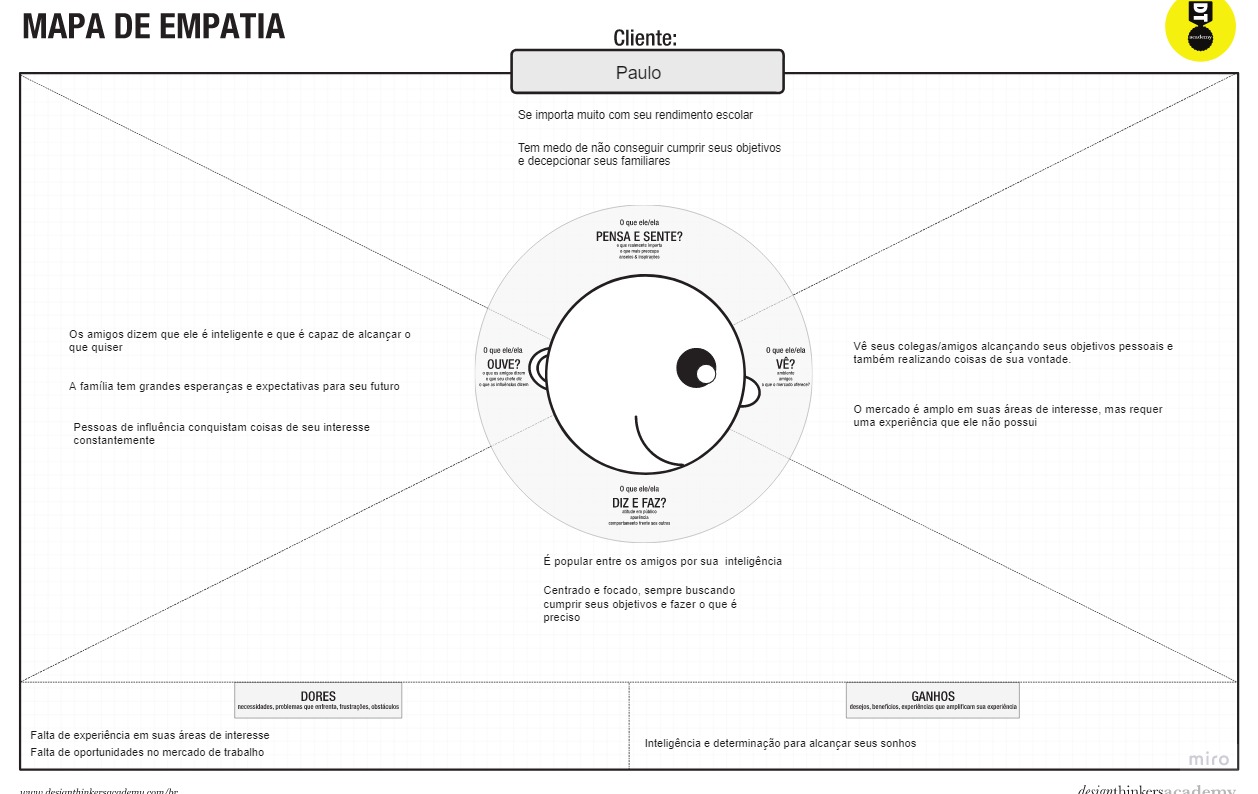 MAPA DE EMPATIA
Cliente:
DT
academy
Paulo
Se importa muito com seu rendimento escolar
Tem medo de não conseguir cumprir seus objetivos
e decepcionar seus familiares
O que ele/ela
PENSA E SENTE?
o que realmente importa
o que mais preocupa
anseios & inspirações
Os amigos dizem que ele é inteligente e que é capaz de alcançar o
que quiser
A família tem grandes esperanças e expectativas para seu futuro
Pessoas de influência conquistam coisas de seu interesse
constantemente
O que ele/ela
OUVE?
o que os amigos dizem
o que seu chefe diz
o que os influências dizem
O que ele/ela
VÊ?
ambiente
amigos
o que o mercado oferece?
Vê seus colegas/amigos alcançando seus objetivos pessoais e
também realizando coisas de sua vontade.
O mercado é amplo em suas áreas de interesse, mas requer
uma experiência que ele não possui
O que ele/ela
DIZ E FAZ?
atitude em público
aparência
comportamento frente aos outros
É popular entre os amigos por sua inteligência
Centrado e focado, sempre buscando
cumprir seus objetivos e fazer o que é
preciso
DORES
necessidades, problemas que enfrenta, frustrações, obstáculos
Falta de experiência em suas áreas de interesse
Falta de oportunidades no mercado de trabalho
GANHOS
desejos, benefícios, experiências que amplificam sua experiência
Inteligência e determinação para alcançar seus sonhos
miro
www.designthinkersacademy.com/br
designthinkersacademy